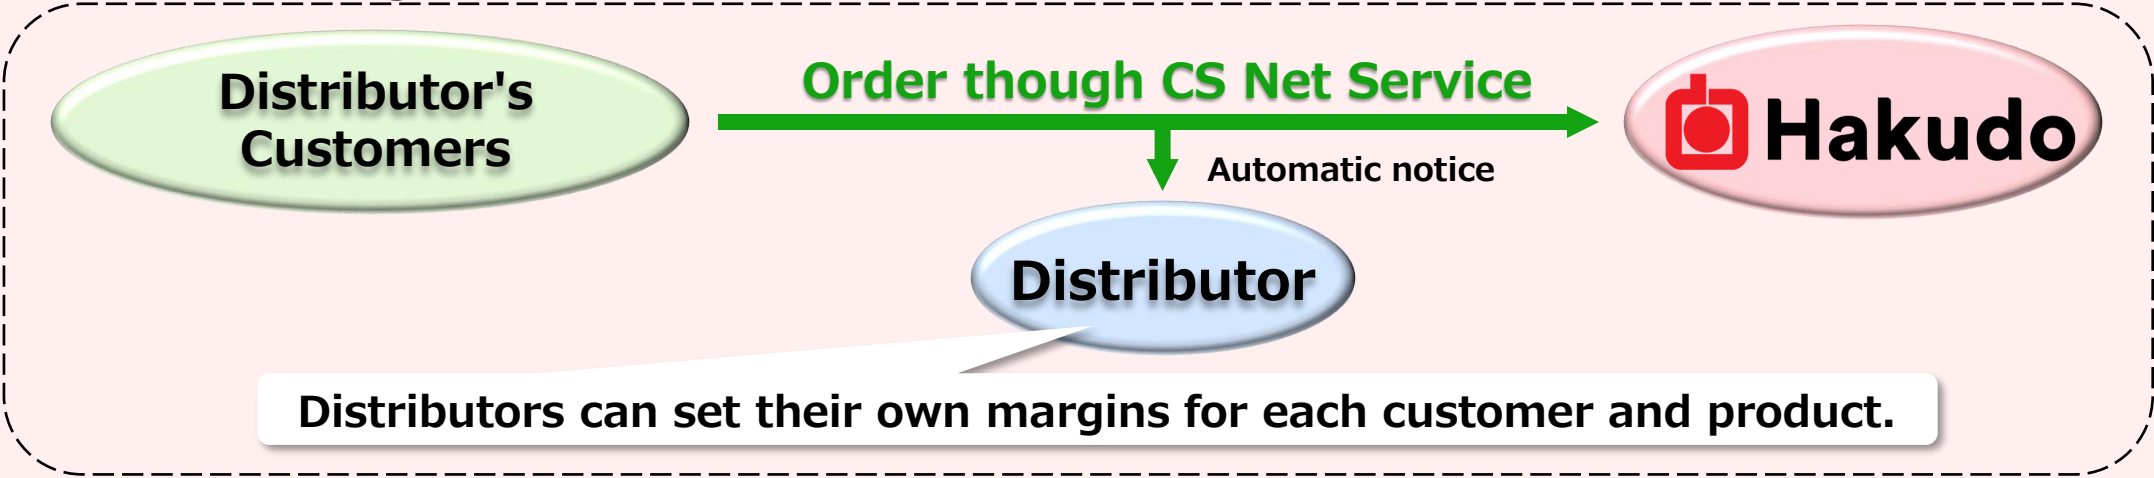 Distributor's
Customers
Order though CS Net Service
Automatic notice
Hakudo
Distributor
Distributors can set their own margins for each customer and product.